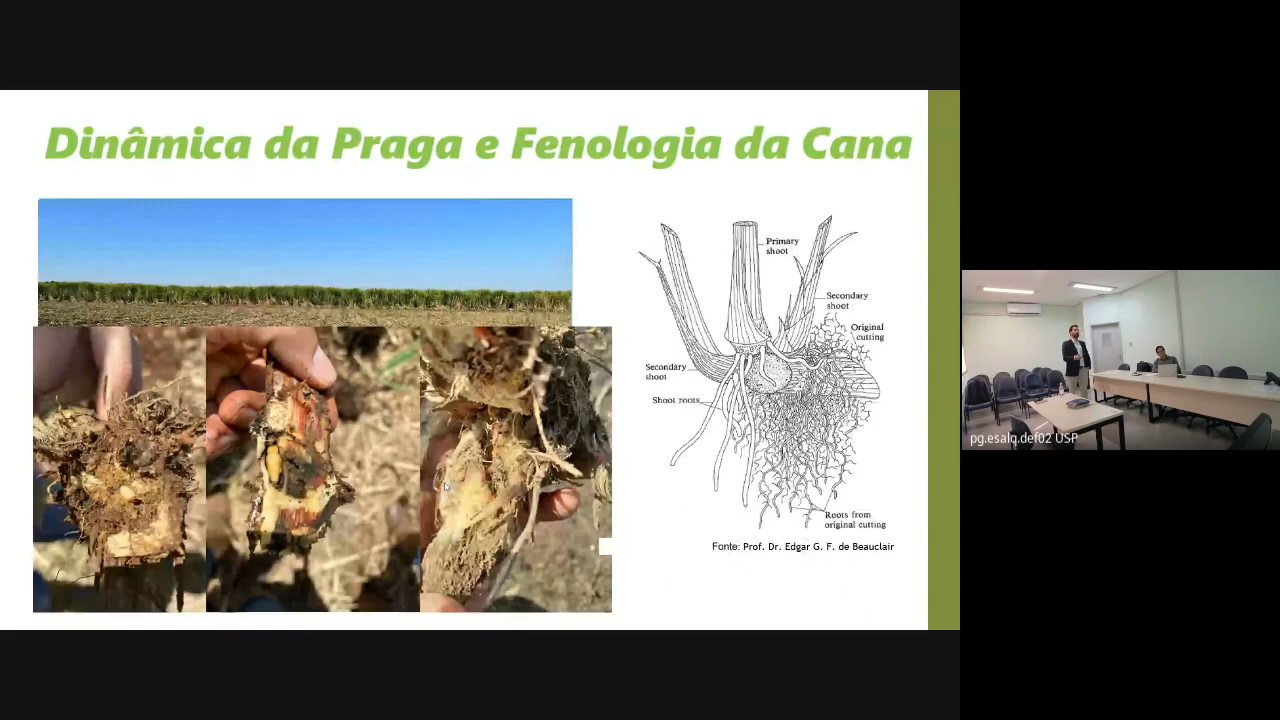 Dinâmica da Praga e Fenologia da Cana
Primary
shoot
Secondary
shoot
Original
cutting
Secondary
shoot
Shoot roots
Roots from
original cutting
Fonte: Prof. Dr. Edgar G. F. de Beauclair
pg.esalq.def02 USP